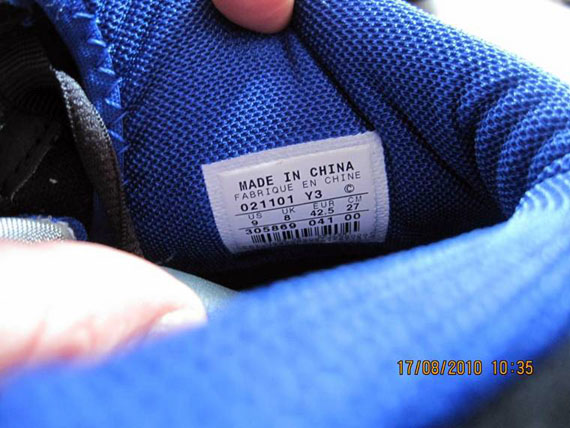 MADE IN CHINA
FABRIQUE EN CHINE
021101 Y3 ©
US UK EUR CM
9 8 42.5 27
305869 041 00
17/08/2010 10:35